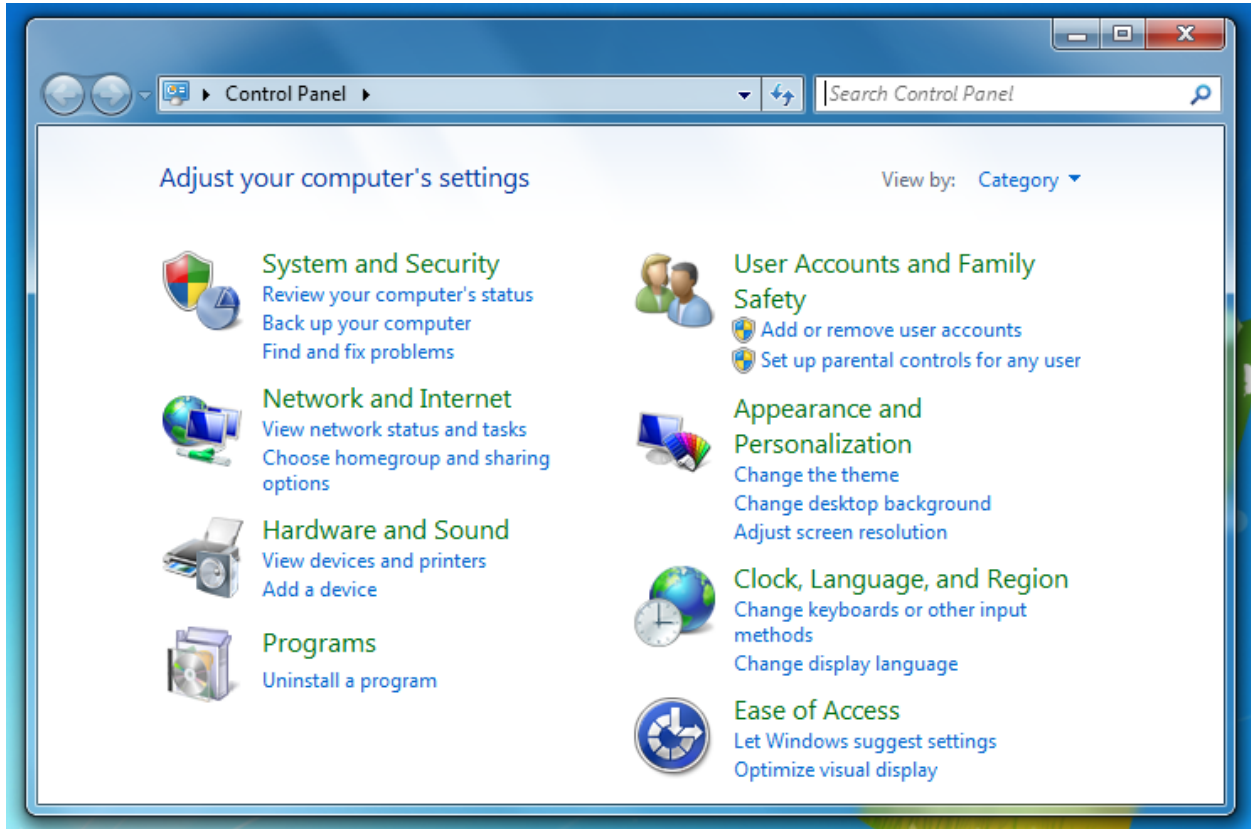 Control Panel
Search Control Panel
Adjust your computer's settings
View by: Category
System and Security
Review your computer's status
Back up your computer
Find and fix problems
Network and Internet
View network status and tasks
Choose homegroup and sharing
options
Hardware and Sound
View devices and printers
Add a device
Programs
Uninstall a program
User Accounts and Family
Safety
Add or remove user accounts
Set up parental controls for any user
Appearance and
Personalization
Change the theme
Change desktop background
Adjust screen resolution
Clock, Language, and Region
Change keyboards or other input
methods
Change display language
Ease of Access
Let Windows suggest settings
Optimize visual display